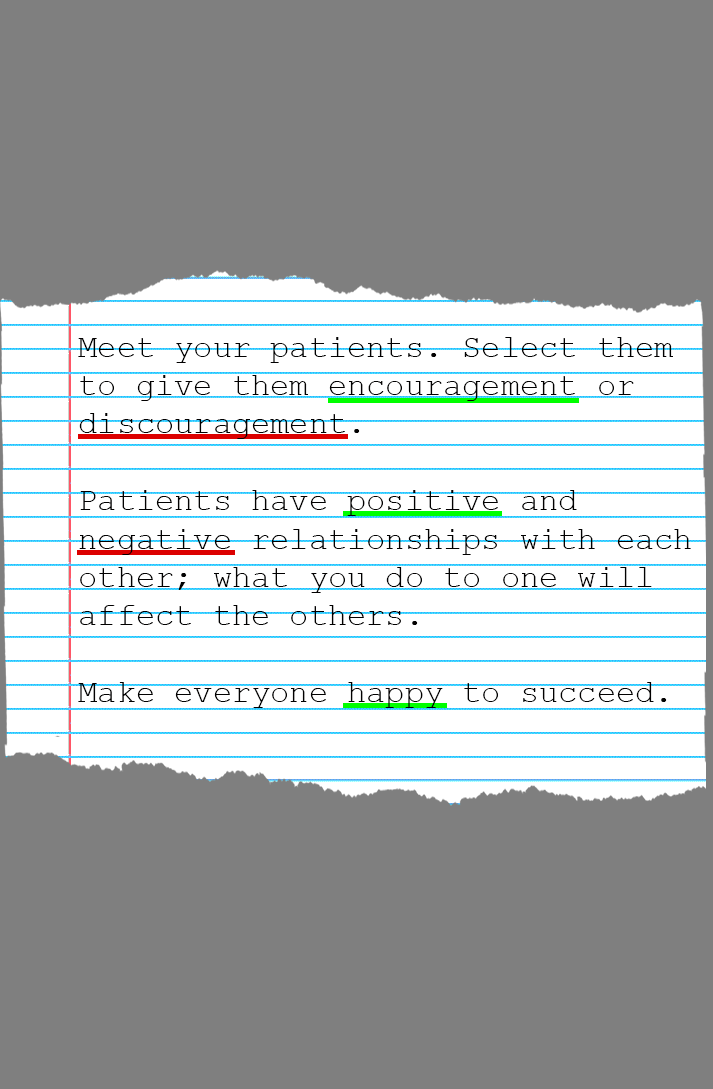 Meet your patients. Select them
to give them encouragement or
discouragement.
Patients have positive and
negative relationships with each
other; what you do to one will
affect the others.
Make everyone happy to succeed.